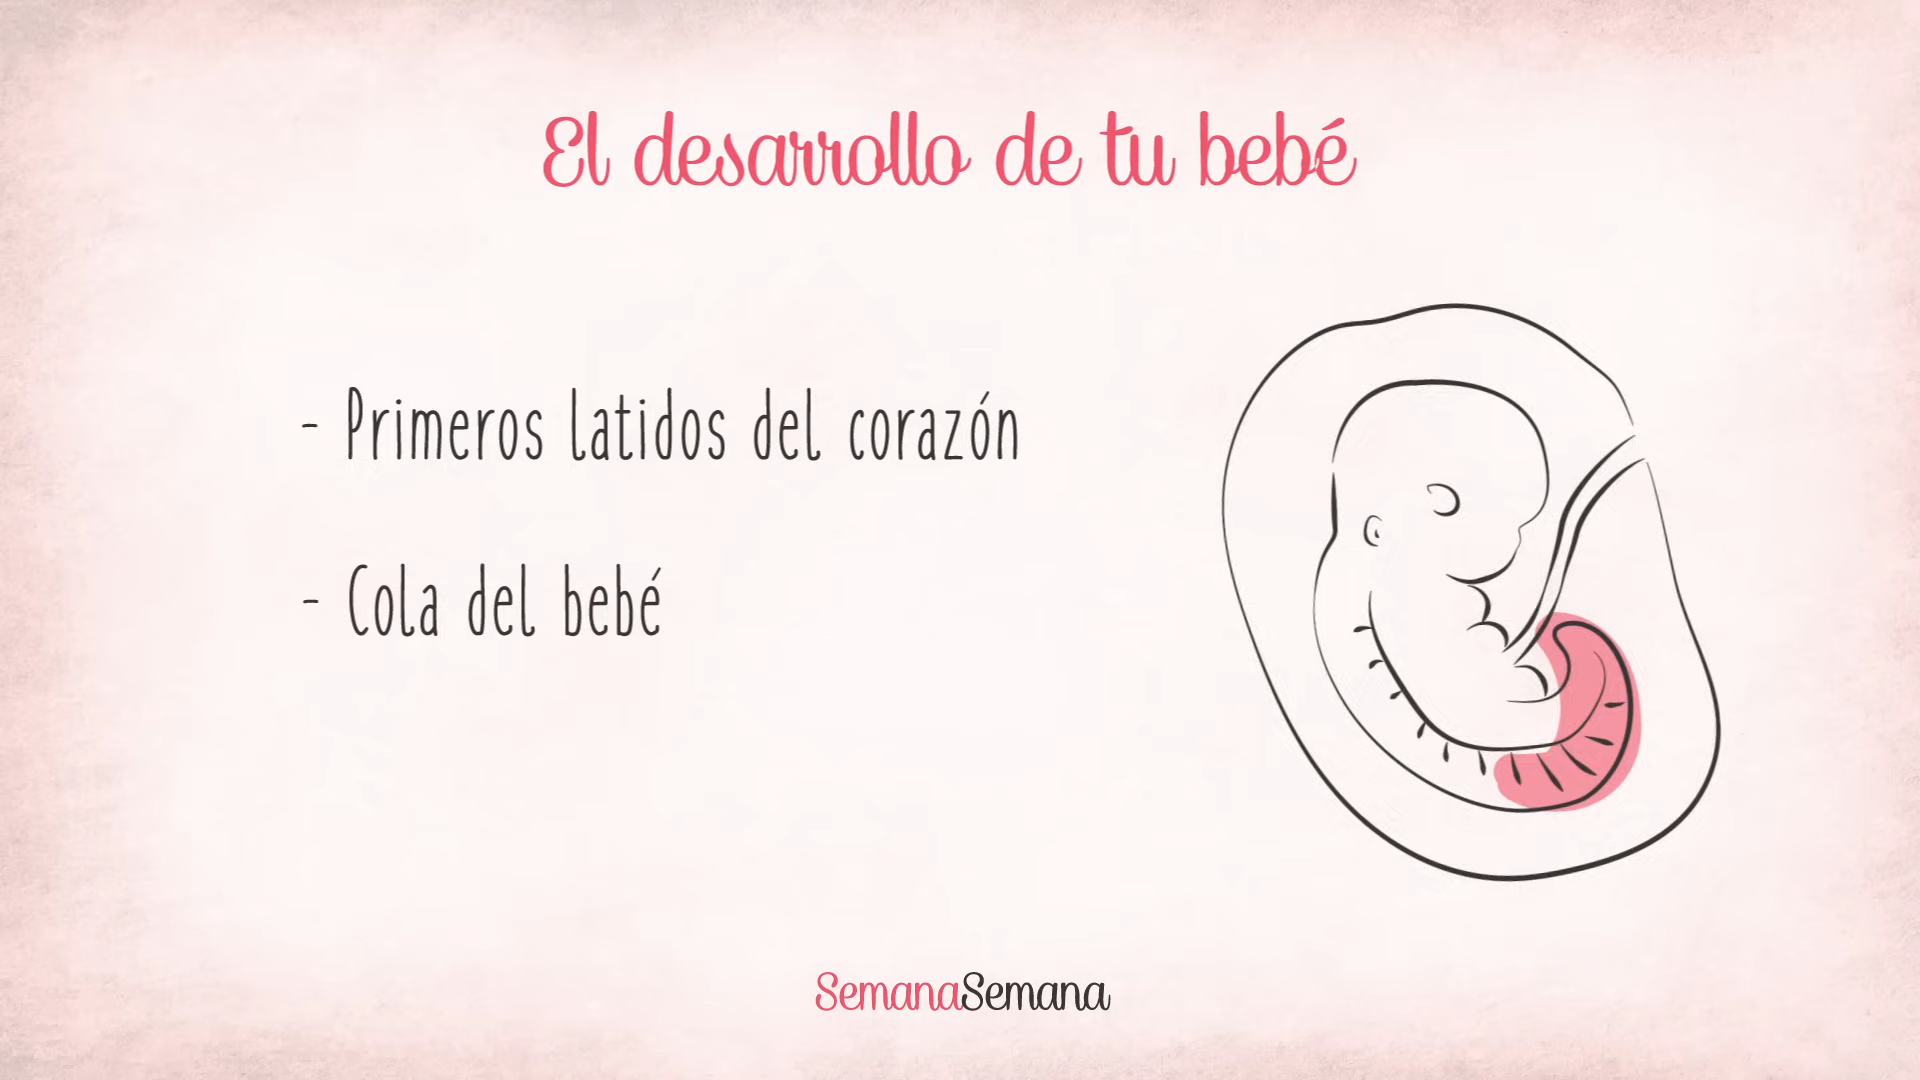 El desarrollo de tu bebé
- Primeros latidos del corazón
- Cola del bebé
SemanaSemana